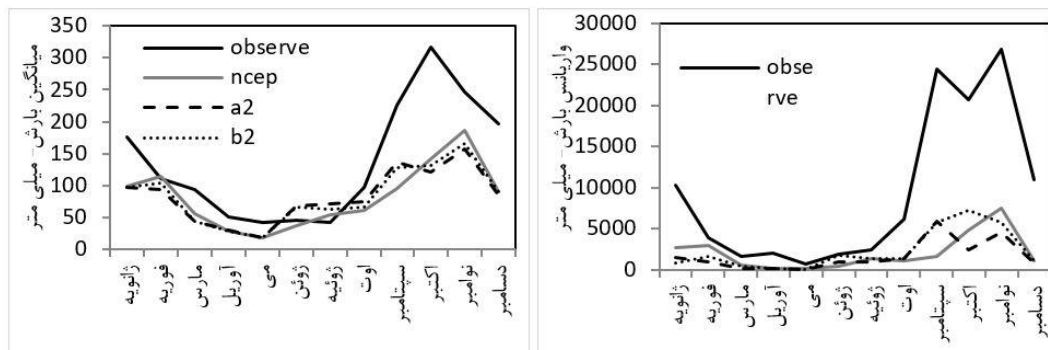 میانگین بارش- میلی متر
350
300
250
200
150
100
50
0
observe
ncep
a2
b2
ژانویه
فوریه
مارس
آوریل
می
ژوئن
ژوئیه
اوت
سپتامبر
اکتبر
نوامبر
دسامبر
واریانس بارش- میلی متر
30000
25000
20000
15000
10000
5000
0
obse
rve
ژانویه
فوریه
مارس
آوریل
می
ژوئن
ژوئیه
اوت
سپتامبر
اکتبر
نوامبر
دسامبر